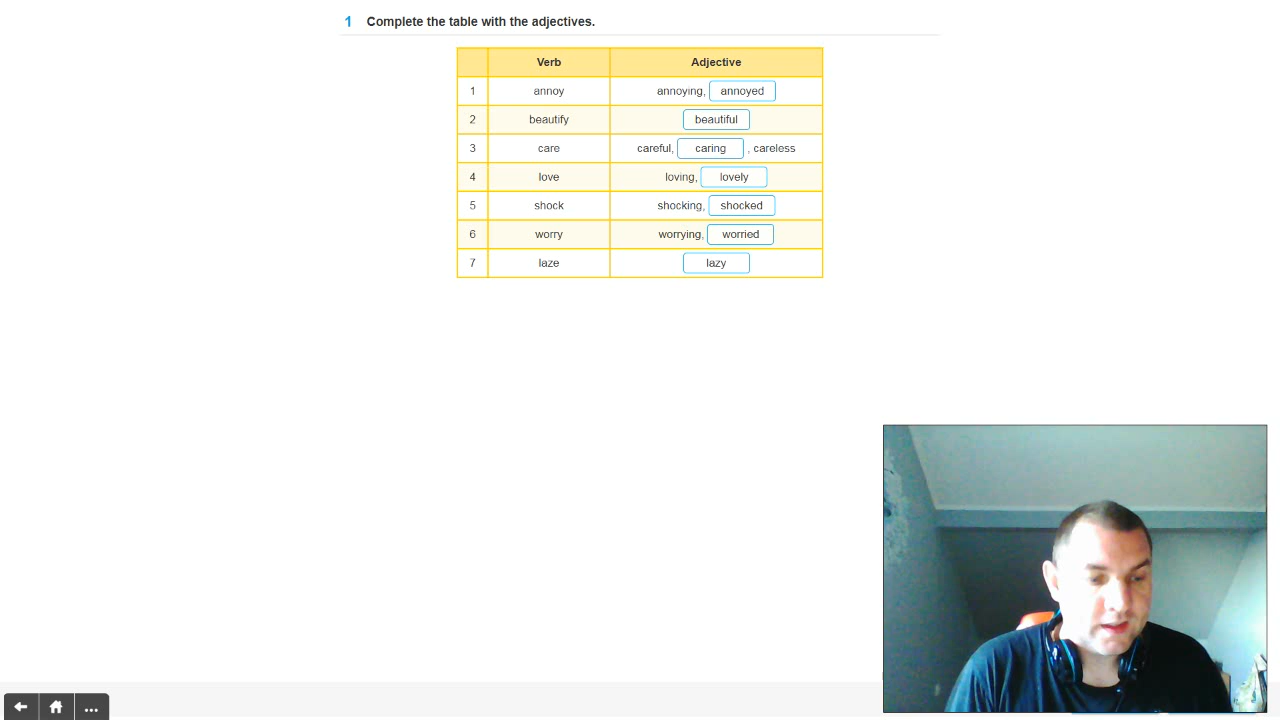 1 Complete the table with the adjectives.
Verb Adjective
1 annoy annoying, annoyed
2 beautify beautiful
3 care careful, caring , careless
4 love loving, lovely
5 shock shocking, shocked
6 worry worrying, worried
7 laze lazy
...